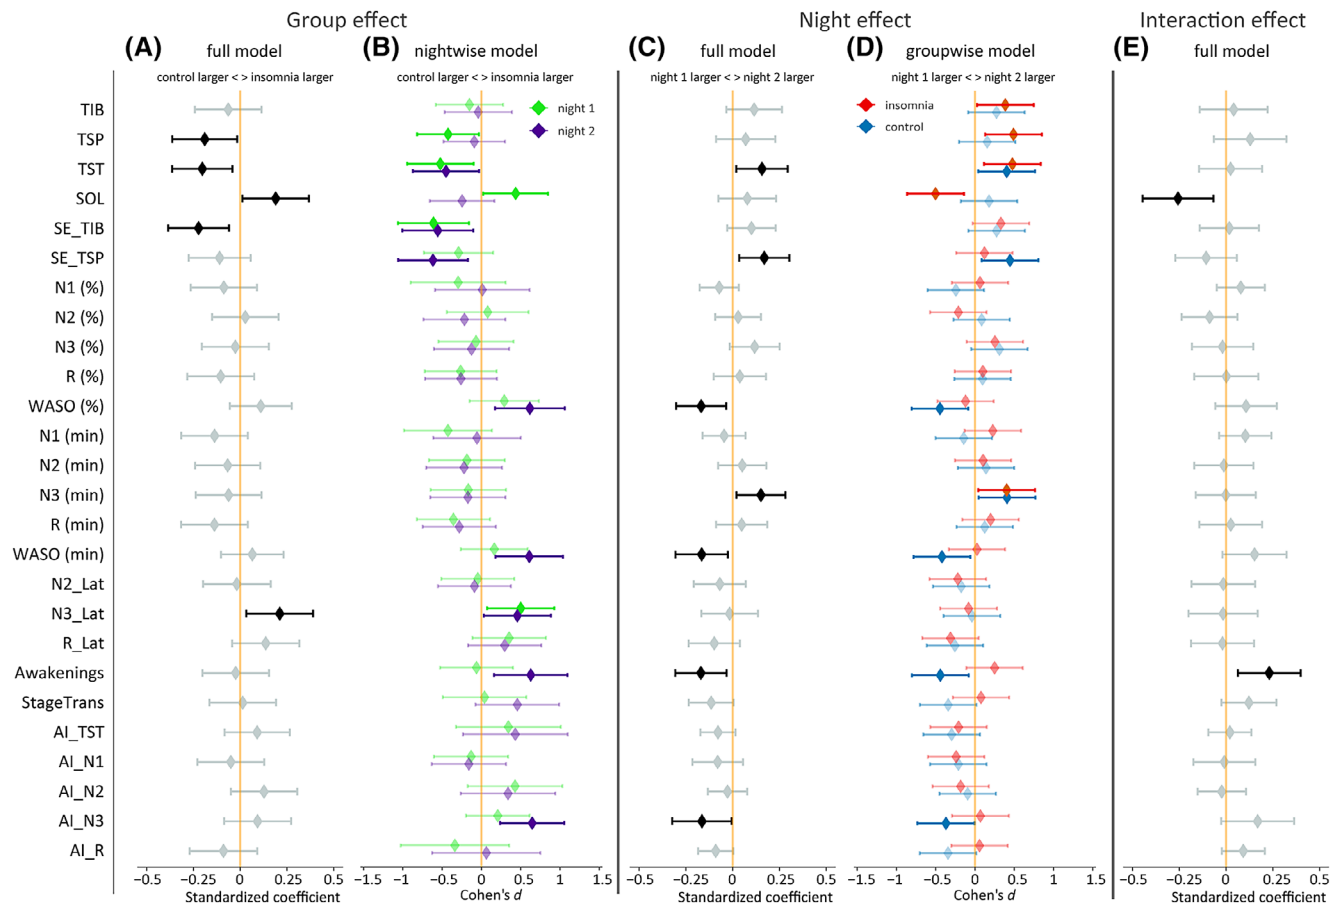 Group effect Night effect Interaction effect
(A) (B) (C) (D) (E)
full model nightwise model full model groupwise model full model
control larger < > insomnia larger control larger < > insomnia larger night 1 larger < > night 2 larger night 1 larger < > night 2 larger
night 1
night 2
insomnia
control
TIB
TSP
TST
SOL
SE_TIB
SE_TSP
N1 (%)
N2 (%)
N3 (%)
R (%)
WASO (%)
N1 (min)
N2 (min)
N3 (min)
R (min)
WASO (min)
N2_Lat
N3_Lat
R_Lat
Awakenings
StageTrans
AI_TST
AI_N1
AI_N2
AI_N3
AI_R
−0.5 −0.25 0 0.25 0.5 −1.5 −1 −0.5 0 0.5 1 1.5 −0.5 −0.25 0 0.25 0.5 −1.5 −1 −0.5 0 0.5 1 1.5 −0.5 −0.25 0 0.25 0.5
Standardized coefficient Cohen's d Standardized coefficient Cohen's d Standardized coefficient